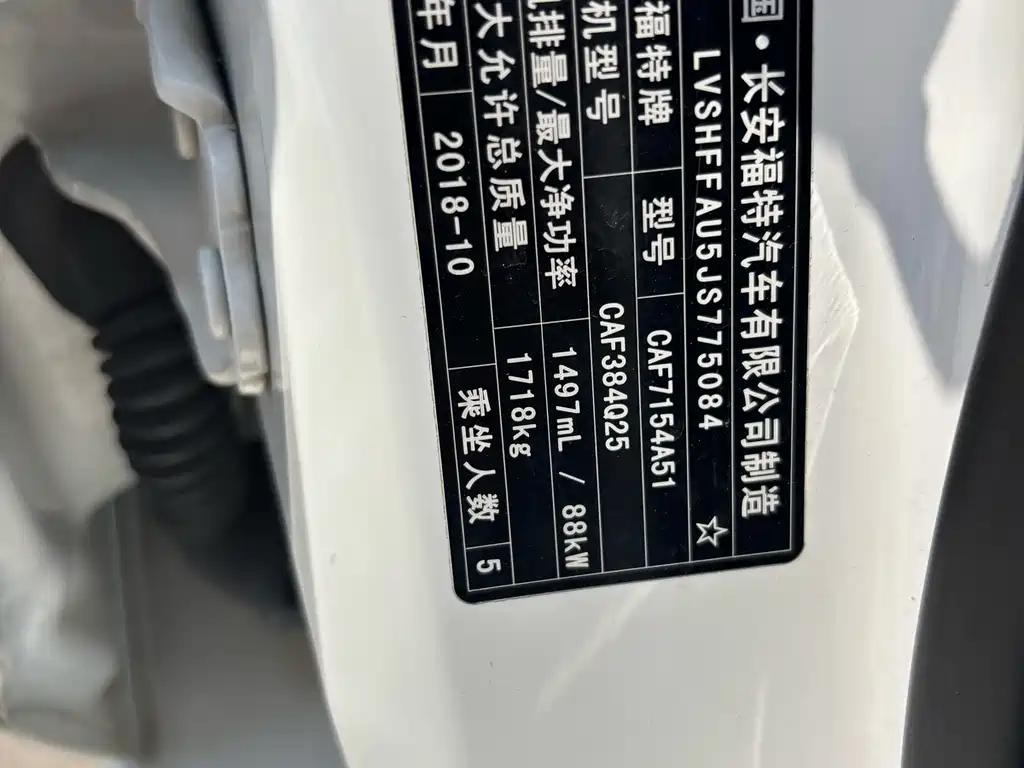 国·长安福特汽车有限公司制造
LVSHFFAU5JS775084 ☆
福特牌 型号 CAF7154A51
机型号 CAF384Q25
排量/最大净功率 1497mL / 88kW
大允许总质量 1718kg
年月 2018-10 乘坐人数 5